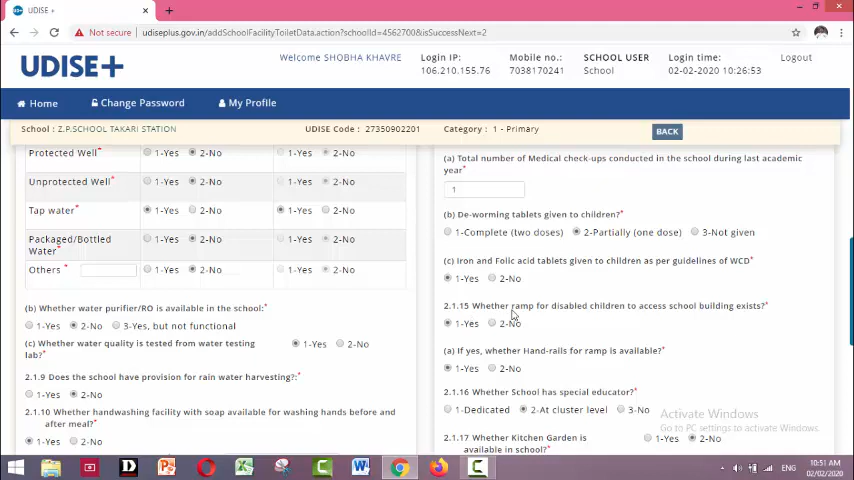 UDISE +
Not secure | udiseplus.gov.in/addSchoolFacilityToiletData.action?schoolId=4562700&isSuccessNext=2
UDISE+
Welcome SHOBHA KHAVRE
Login IP:
106.210.155.76
Mobile no.:
7038170241
SCHOOL USER
School
Login time:
02-02-2020 10:26:53
Logout
Home
Change Password
My Profile
School : Z.P.SCHOOL TAKARI STATION
UDISE Code : 27350902201
Category : 1 - Primary
BACK
Protected Well* 1-Yes 2-No 1-Yes 2-No
Unprotected Well* 1-Yes 2-No 1-Yes 2-No
Tap water* 1-Yes 2-No 1-Yes 2-No
Packaged/Bottled
Water* 1-Yes 2-No 1-Yes 2-No
Others * 1-Yes 2-No 1-Yes 2-No
(b) Whether water purifier/RO is available in the school:*
1-Yes 2-No 3-Yes, but not functional
(c) Whether water quality is tested from water testing
lab?* 1-Yes 2-No
2.1.9 Does the school have provision for rain water harvesting?:*
1-Yes 2-No
2.1.10 Whether handwashing facility with soap available for washing hands before and
after meal?*
1-Yes 2-No
(a) Total number of Medical check-ups conducted in the school during last academic
year*
1
(b) De-worming tablets given to children?*
1-Complete (two doses) 2-Partially (one dose) 3-Not given
(c) Iron and Folic acid tablets given to children as per guidelines of WCD*
1-Yes 2-No
2.1.15 Whether ramp for disabled children to access school building exists?*
1-Yes 2-No
(a) If yes, whether Hand-rails for ramp is available?*
1-Yes 2-No
2.1.16 Whether School has special educator?*
1-Dedicated 2-At cluster level 3-No
2.1.17 Whether Kitchen Garden is
available in school?* 1-Yes 2-No
Activate Windows
Go to PC settings to activate Windows.
ENG
10:51 AM
02/02/2020